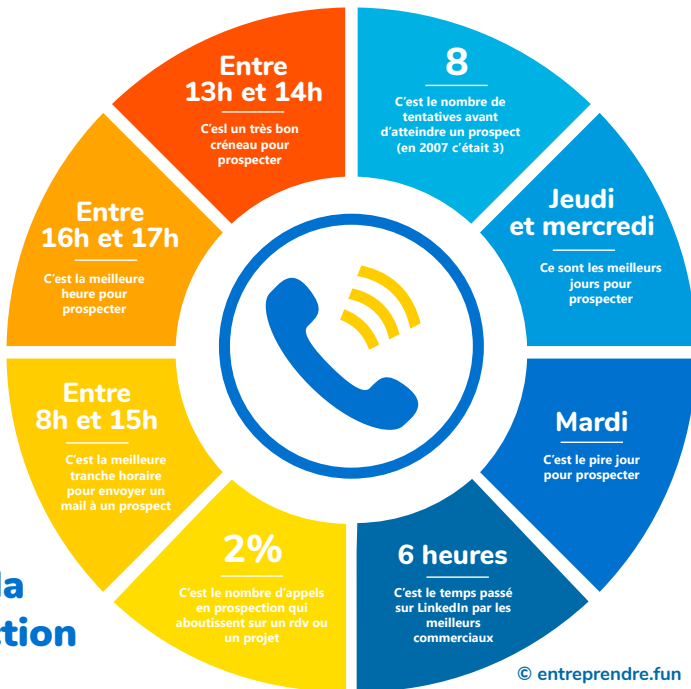 Entre
13h et 14h
C'esl un très bon
créneau pour
prospecter
8
C'est le nombre de
tentatives avant
d'atteindre un prospect
(en 2007 c'était 3)
Jeudi
et mercredi
Ce sont les meilleurs
jours pour
prospecter
Mardi
C'est le pire jour
pour prospecter
6 heures
C'est le temps passé
sur LinkedIn par les
meilleurs
commerciaux
2%
C'est le nombre d'appels
en prospection qui
aboutissent sur un rdv ou
un projet
Entre
8h et 15h
C'est la meilleure
tranche horaire
pour envoyer un
mail à un prospect
Entre
16h et 17h
C'est la meilleure
heure pour
prospecter
la
ction
© entreprendre.fun